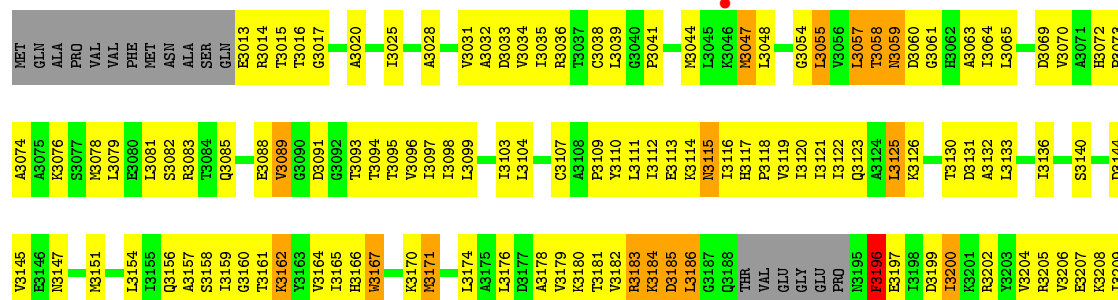 MET
GLN
ALA
PRO
VAL
VAL
PHE
MET
ASN
ALA
SER
GLN
E3013
R3014
T3015
T3016
G3017
A3020
I3025
A3028
V3031
A3032
D3033
V3034
I3035
R3036
T3037
C3038
L3039
G3040
P3041
M3044
L3045
K3046
M3047
L3048
G3054
L3055
V3056
L3057
T3058
N3059
D3060
G3061
H3062
A3063
I3064
L3065
D3069
V3070
A3071
H3072
P3073
A3074
A3075
K3076
S3077
M3078
L3079
E3080
L3081
S3082
R3083
T3084
Q3085
E3088
V3089
G3090
D3091
G3092
T3093
T3094
T3095
V3096
I3097
I3098
L3099
I3103
L3104
C3107
A3108
P3109
Y3110
L3111
I3112
E3113
K3114
N3115
I3116
H3117
P3118
V3119
I3120
I3121
I3122
Q3123
A3124
L3125
K3126
T3130
D3131
A3132
L3133
I3136
S3140
V3145
E3146
N3147
M3151
L3154
I3155
Q3156
A3157
S3158
I3159
G3160
T3161
K3162
Y3163
V3164
I3165
H3166
W3167
K3170
M3171
L3174
A3175
L3176
D3177
A3178
V3179
K3180
T3181
V3182
R3183
K3184
D3185
L3186
G3187
Q3188
THR
VAL
GLU
GLY
GLU
PRO
N3195
F3196
E3197
I3198
D3199
I3200
K3201
R3202
Y3203
V3204
R3205
V3206
E3207
K3208